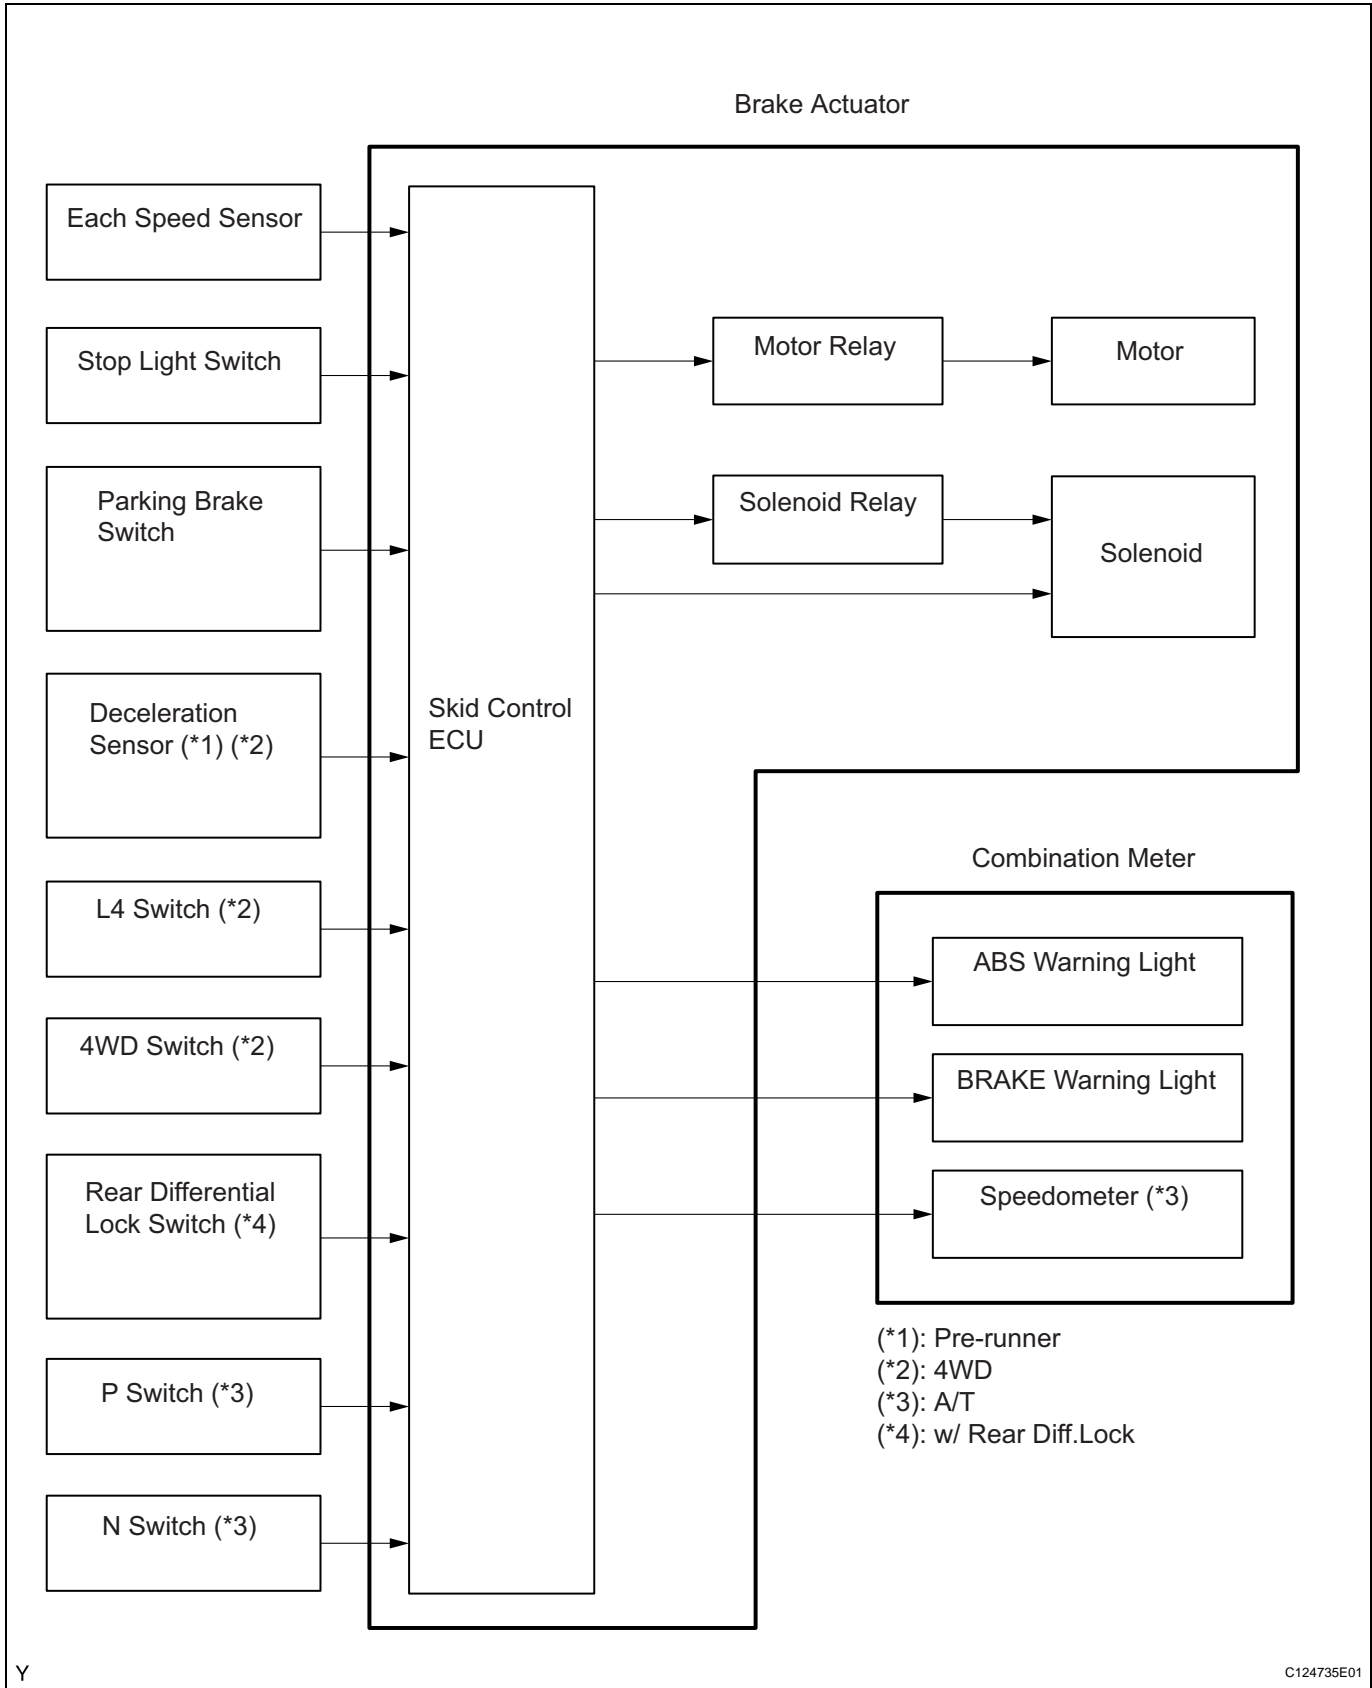 Brake Actuator
Each Speed Sensor
Stop Light Switch
Parking Brake
Switch
Deceleration
Sensor (*1) (*2)
L4 Switch (*2)
4WD Switch (*2)
Rear Differential
Lock Switch (*4)
P Switch (*3)
N Switch (*3)
Skid Control
ECU
Motor Relay
Motor
Solenoid Relay
Solenoid
Combination Meter
ABS Warning Light
BRAKE Warning Light
Speedometer (*3)
(*1): Pre-runner
(*2): 4WD
(*3): A/T
(*4): w/ Rear Diff.Lock
Y
C124735E01